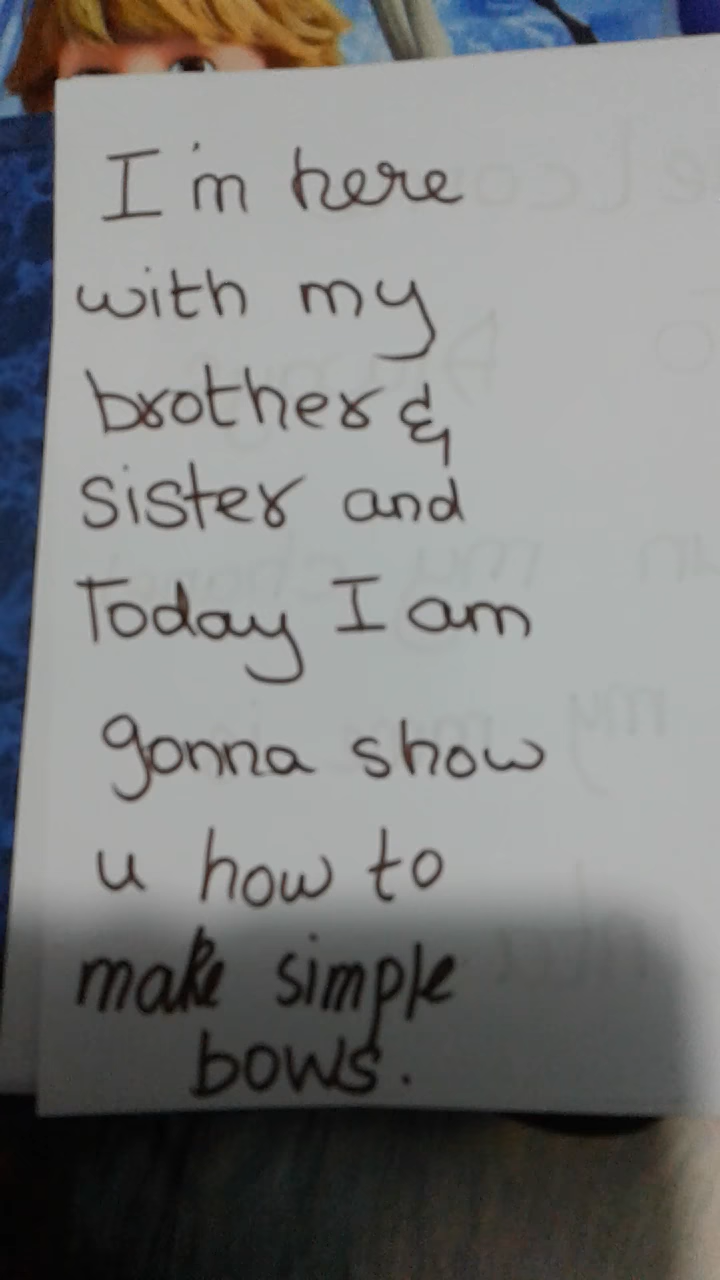 I'm here
with my
brother &
sister and
Today I am
gonna show
u how to
make simple
bows.